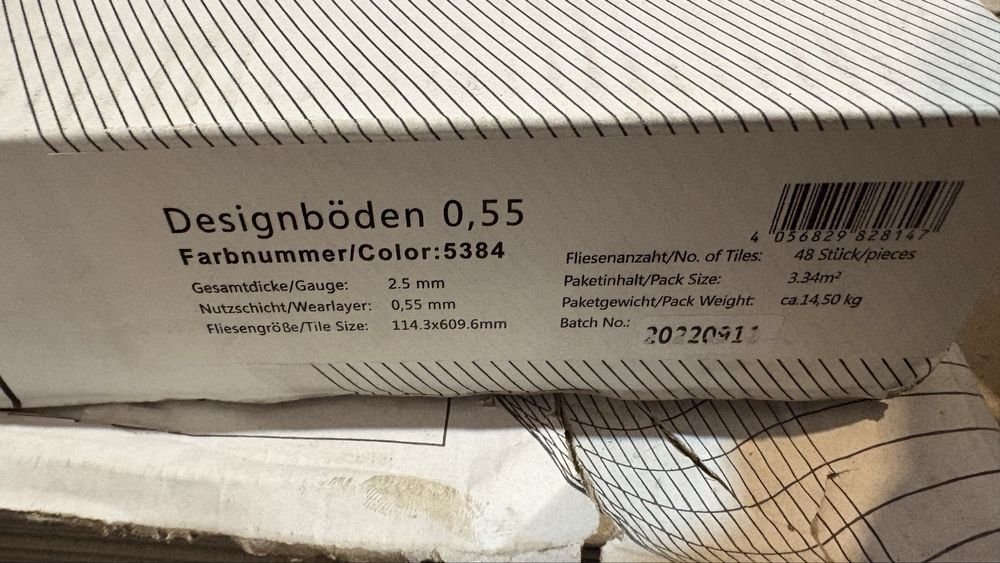 Designböden 0,55
Farbnummer/Color:5384
Gesamtdicke/Gauge: 2.5 mm
Nutzschicht/Wearlayer: 0,55 mm
Fliesengröße/Tile Size: 114.3x609.6mm
4 056829 828147
Fliesenanzaht/No. of Tiles: 48 Stück/pieces
Paketinhalt/Pack Size: 3.34m²
Paketgewicht/Pack Weight: ca.14,50 kg
Batch No.: 20220911